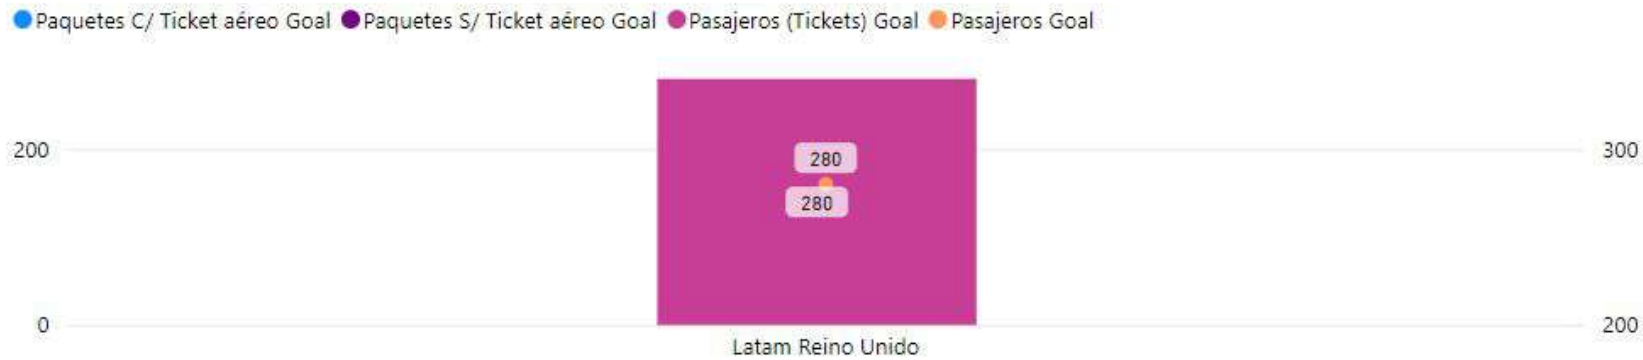 Paquetes C/ Ticket aéreo Goal Paquetes S/ Ticket aéreo Goal Pasajeros (Tickets) Goal Pasajeros Goal
200 280 300
280
0 200
Latam Reino Unido